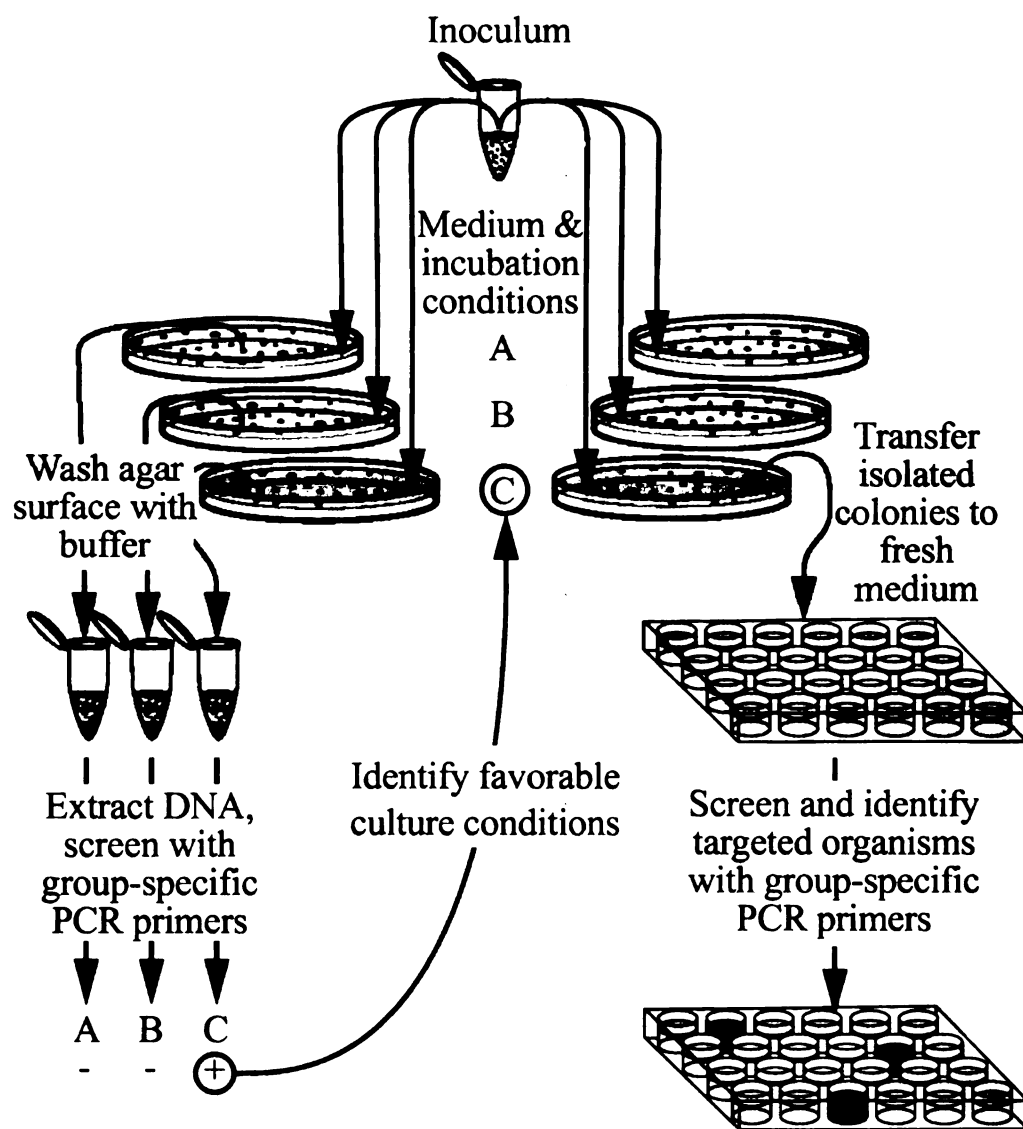 Inoculum
Medium &
incubation
conditions
A
B
C
Wash agar
surface with
buffer
Transfer
isolated
colonies to
fresh
medium
Extract DNA,
screen with
group-specific
PCR primers
Identify favorable
culture conditions
Screen and identify
targeted organisms
with group-specific
PCR primers
A B C
- - +